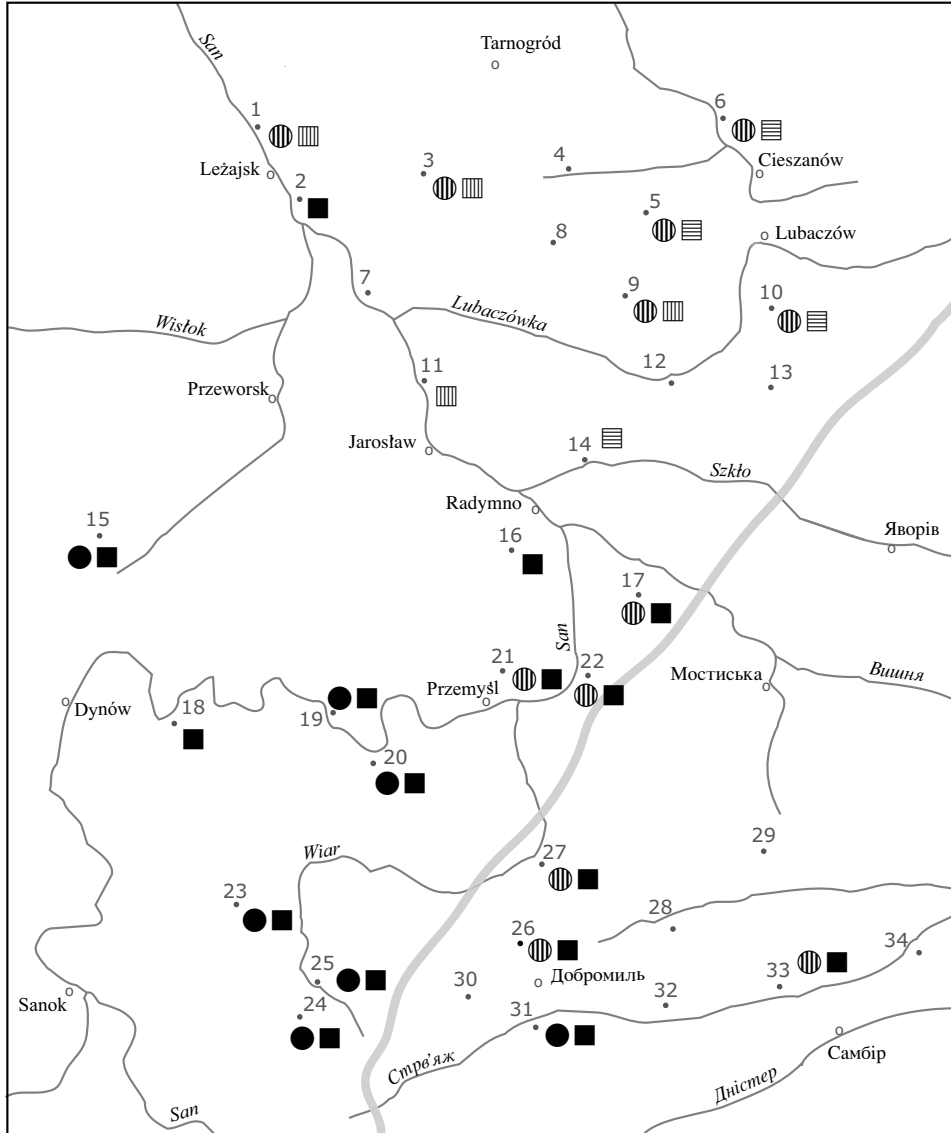 San
Tarnogród
1
6
Leżajsk
3
4
Cieszanów
2
5
8
Lubaczów
7
9
10
Wisłok
Lubaczówka
11
12
13
Przeworsk
Jarosław
14
Szkło
Radymno
15
16
Яворів
17
San
21
22
Przemyśl
Мостиська
Вишня
Dynów
18
19
20
29
Wiar
27
23
28
26
34
25
30
Добромиль
33
Sanok
24
32
31
Самбір
Стрв'яж
Дністер
San